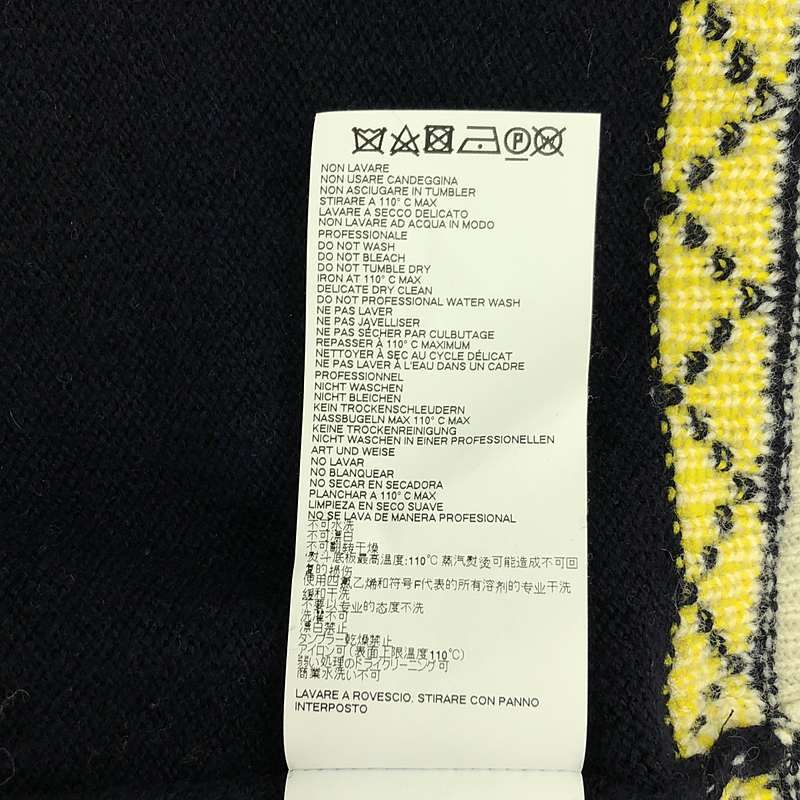 NON LAVARE
NON USARE CANDEGGINA
NON ASCIUGARE IN TUMBLER
STIRARE A 110° C MAX
LAVARE A SECCO DELICATO
NON LAVARE AD ACQUA IN MODO
PROFESSIONALE
DO NOT WASH
DO NOT BLEACH
DO NOT TUMBLE DRY
IRON AT 110° C MAX
DELICATE DRY CLEAN
DO NOT PROFESSIONAL WATER WASH
NE PAS LAVER
NE PAS JAVELLISER
NE PAS SÉCHER PAR CULBUTAGE
REPASSER À 110° C MAXIMUM
NETTOYER À SEC AU CYCLE DÉLICAT
NE PAS LAVER À L'EAU DANS UN CADRE
PROFESSIONNEL
NICHT WASCHEN
NICHT BLEICHEN
KEIN TROCKENSCHLEUDERN
NASSBUGELN MAX 110° C MAX
KEINE TROCKENREINIGUNG
NICHT WASCHEN IN EINER PROFESSIONELLEN
ART UND WEISE
NO LAVAR
NO BLANQUEAR
NO SECAR EN SECADORA
PLANCHAR A 110° C MAX
LIMPIEZA EN SECO SUAVE
NO SE LAVA DE MANERA PROFESIONAL
不可水洗
不可漂白
不可翻转干燥
熨斗底板最高温度:110℃ 蒸汽熨烫可能造成不可回
复的损伤
使用四氯乙烯和符号F代表的所有溶剂的专业干洗
缓和干洗
不要以专业的态度不洗
洗濯不可
漂白禁止
タンブラー乾燥禁止
アイロン可 (表面上限温度110℃)
弱い処理のドライクリーニング可
商業水洗い不可
LAVARE A ROVESCIO. STIRARE CON PANNO
INTERPOSTO